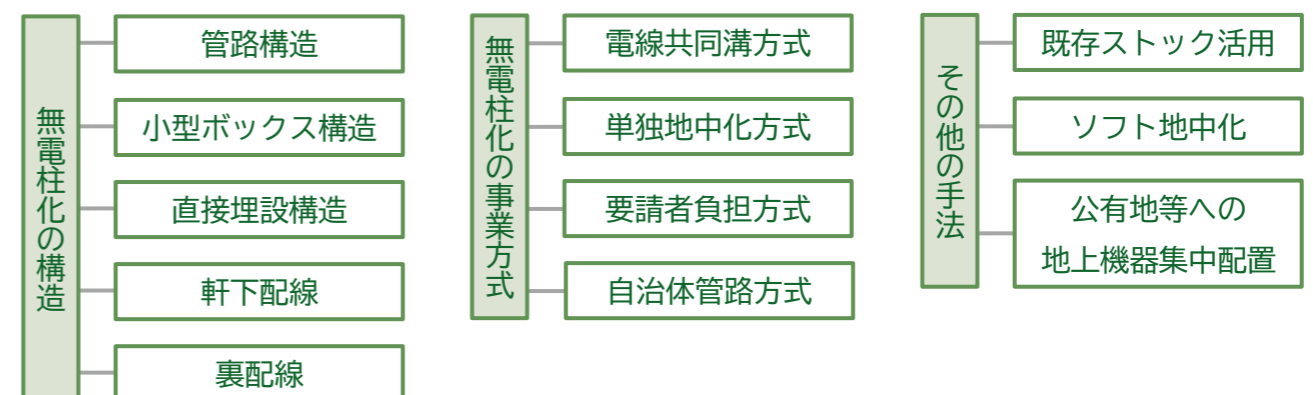 無電柱化の構造
管路構造
小型ボックス構造
直接埋設構造
軒下配線
裏配線
無電柱化の事業方式
電線共同溝方式
単独地中化方式
要請者負担方式
自治体管路方式
その他の手法
既存ストック活用
ソフト地中化
公有地等への
地上機器集中配置